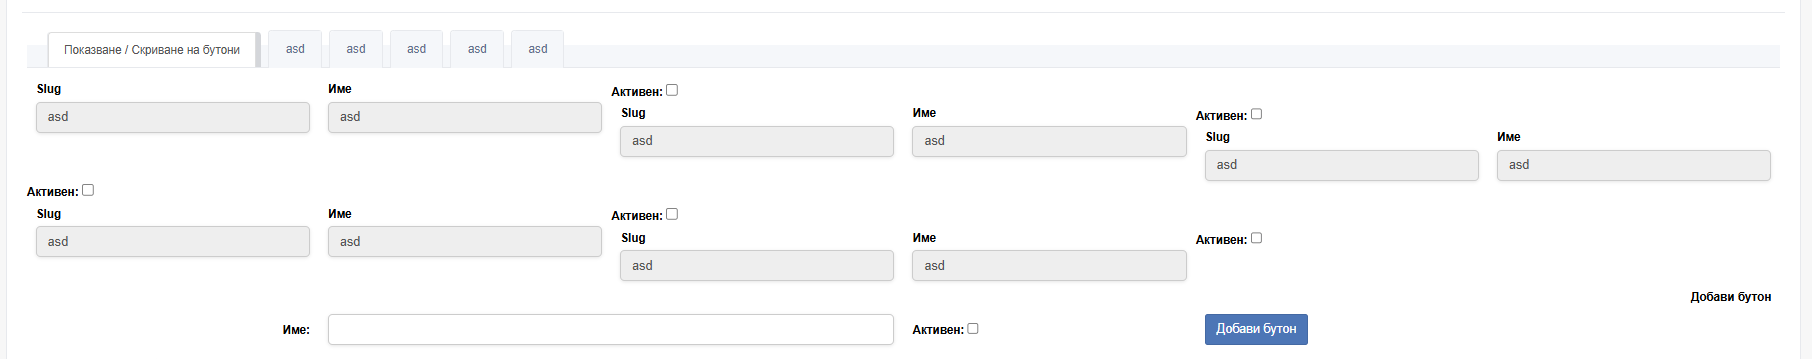 Показване / Скриване на бутони asd asd asd asd asd
Slug Име Активен:
asd asd
Slug Име Активен:
asd asd
Slug Име
asd asd
Активен:
Slug Име Активен:
asd asd
Slug Име Активен:
asd asd
Добави бутон
Име: Активен: Добави бутон